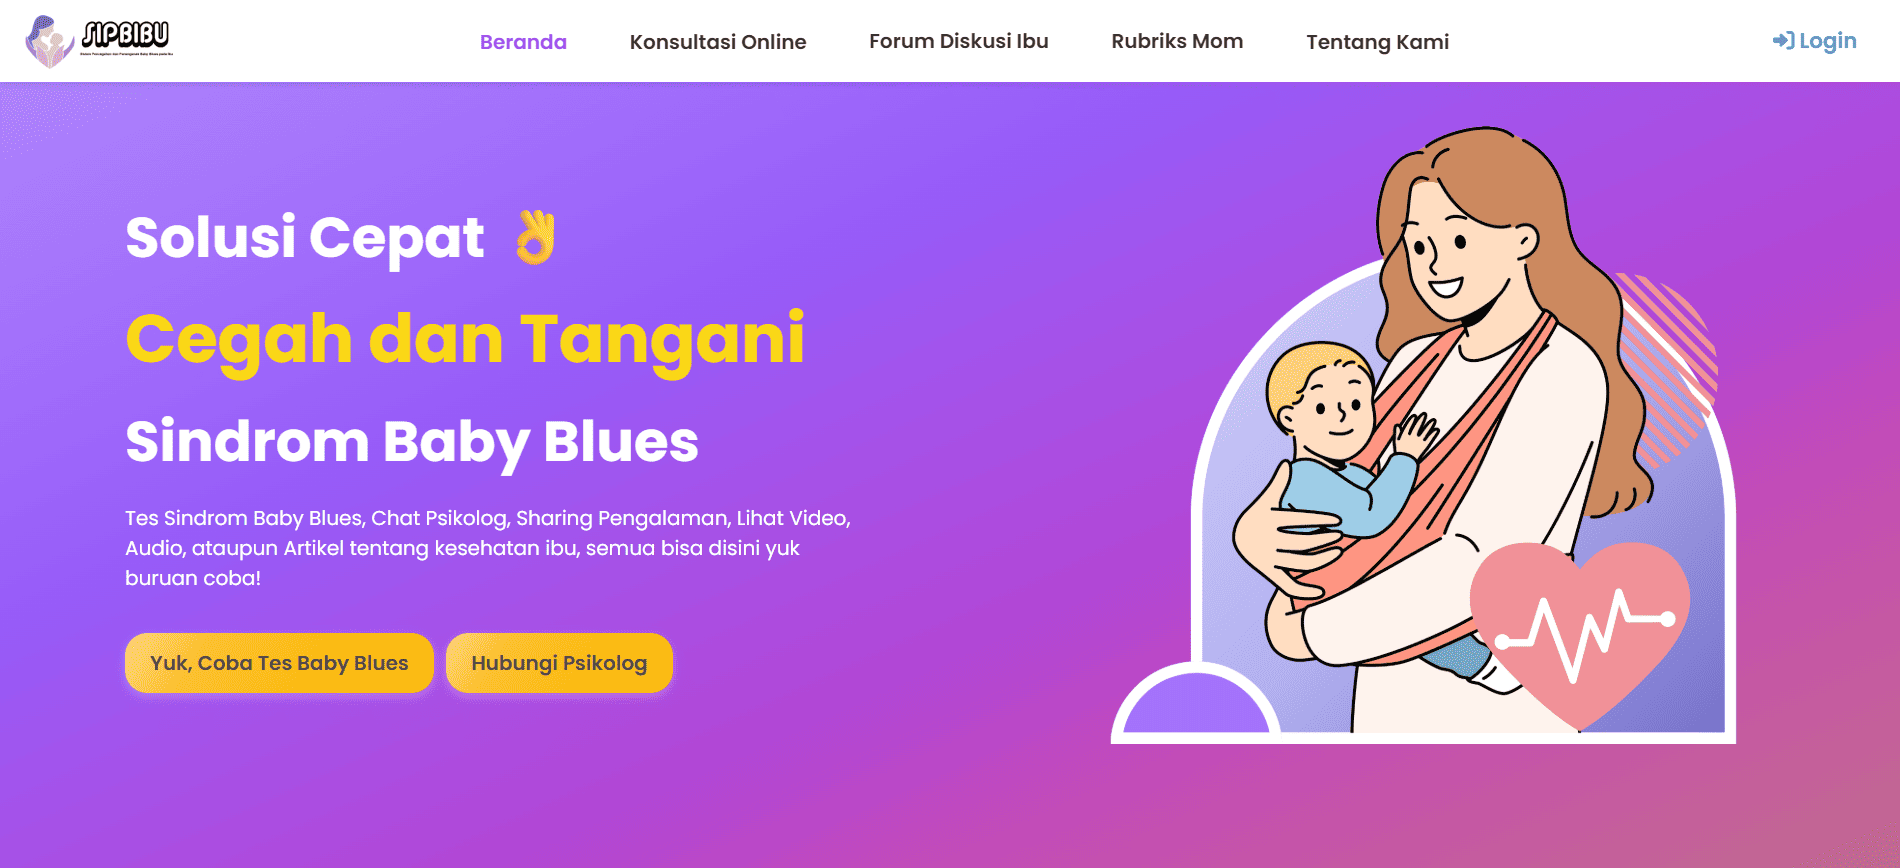 SIPBIBU
Beranda
Konsultasi Online
Forum Diskusi Ibu
Rubriks Mom
Tentang Kami
Login
Solusi Cepat 👌
Cegah dan Tangani
Sindrom Baby Blues
Tes Sindrom Baby Blues, Chat Psikolog, Sharing Pengalaman, Lihat Video,
Audio, ataupun Artikel tentang kesehatan ibu, semua bisa disini yuk
buruan coba!
Yuk, Coba Tes Baby Blues
Hubungi Psikolog